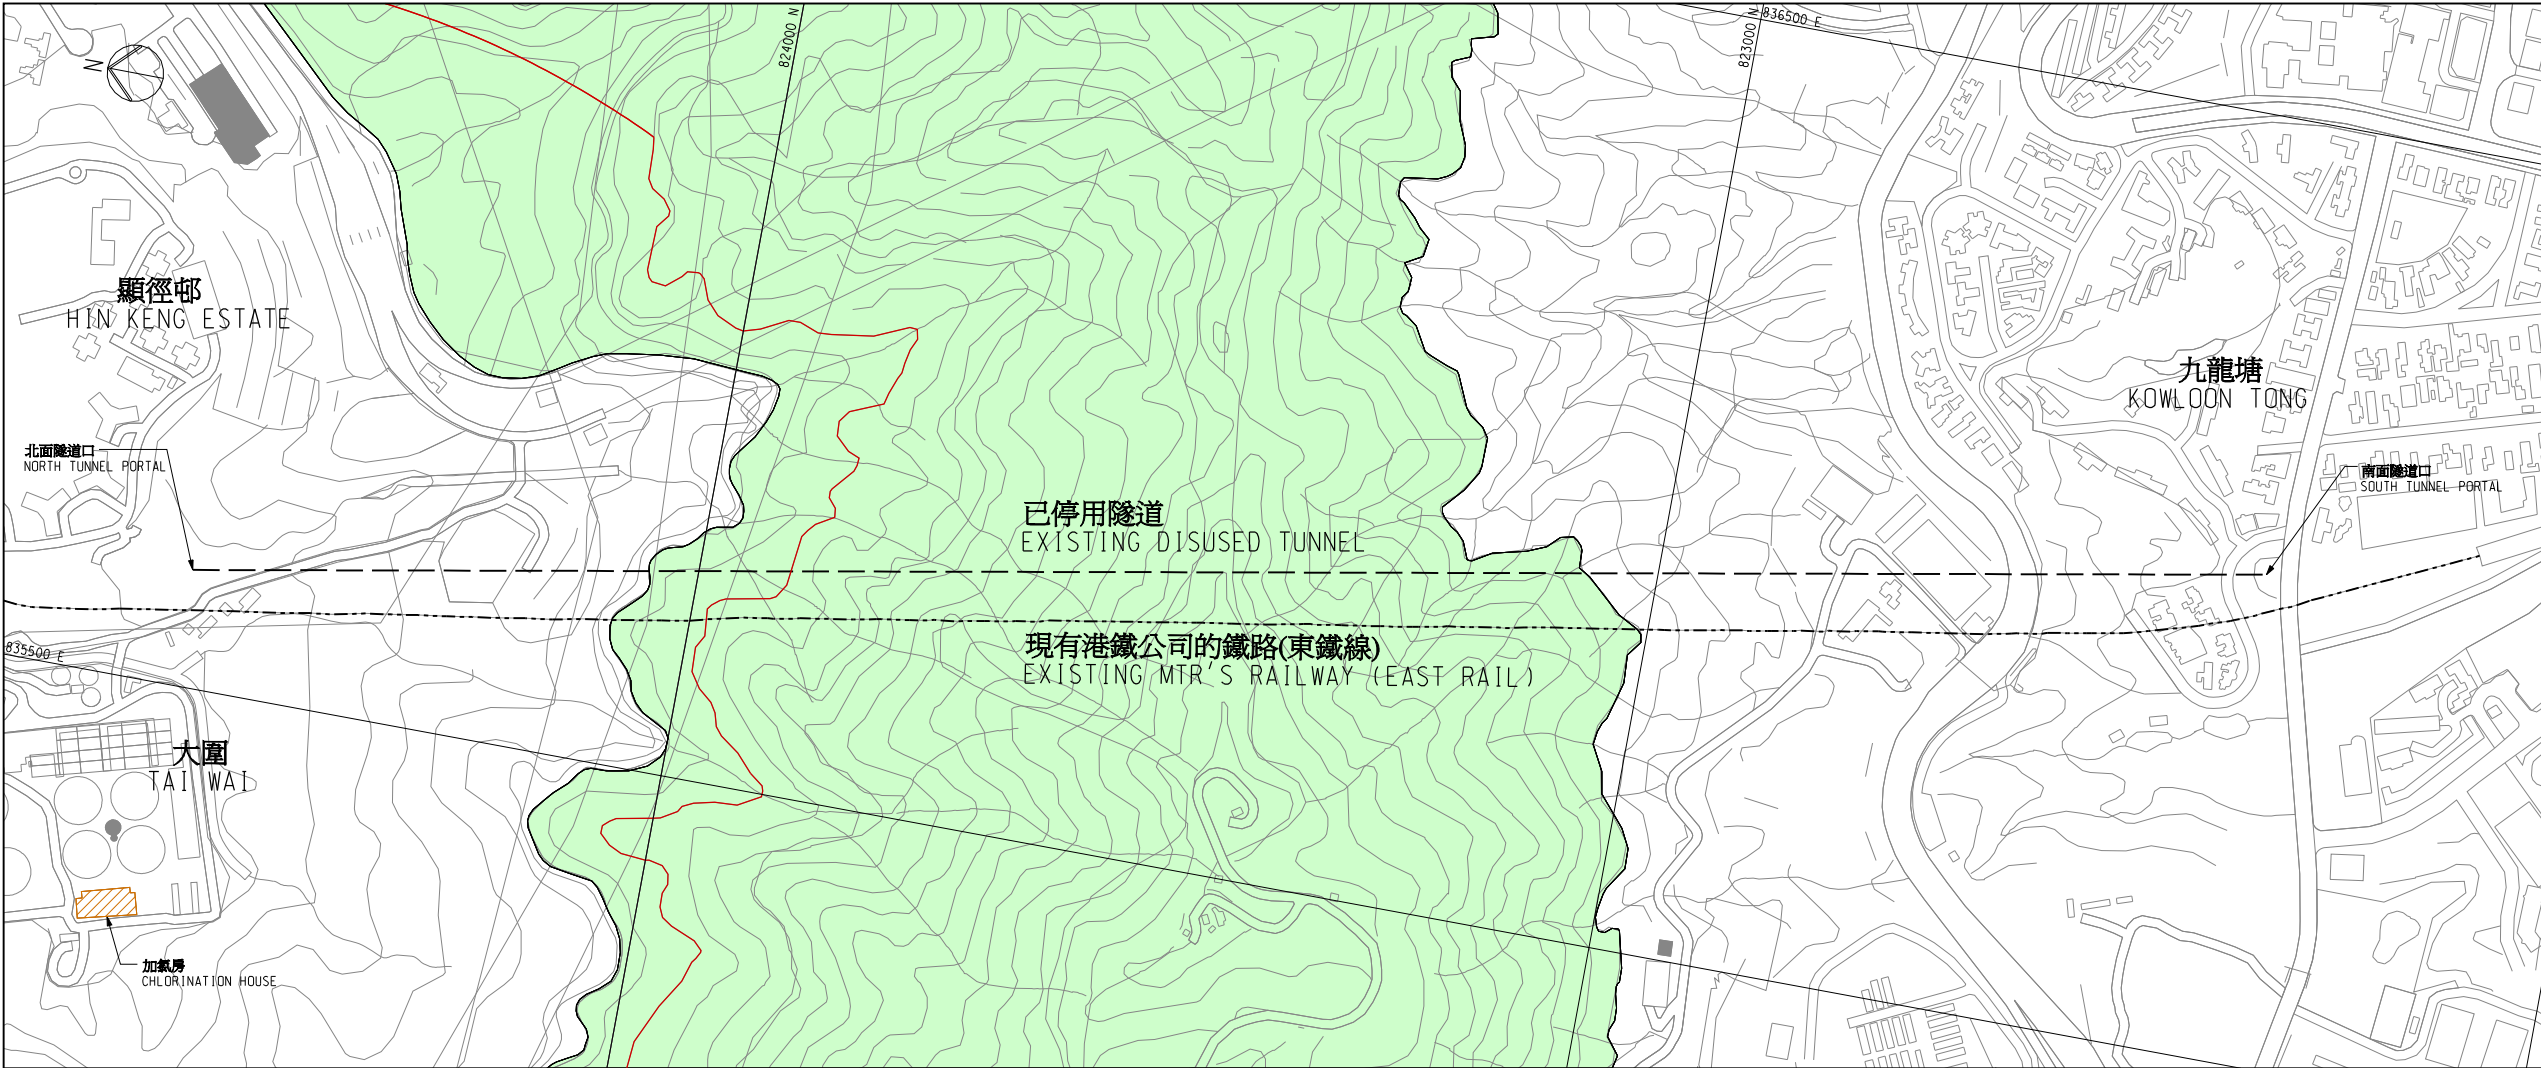 N
824000 N
823000 N
836500 E
顯徑邨
HIN KENG ESTATE
九龍塘
KOWLOON TONG
北面隧道口
NORTH TUNNEL PORTAL
南面隧道口
SOUTH TUNNEL PORTAL
已停用隧道
EXISTING DISUSED TUNNEL
現有港鐵公司的鐵路(東鐵線)
EXISTING MTR'S RAILWAY (EAST RAIL)
835500 E
大圍
TAI WAI
加氯房
CHLORINATION HOUSE